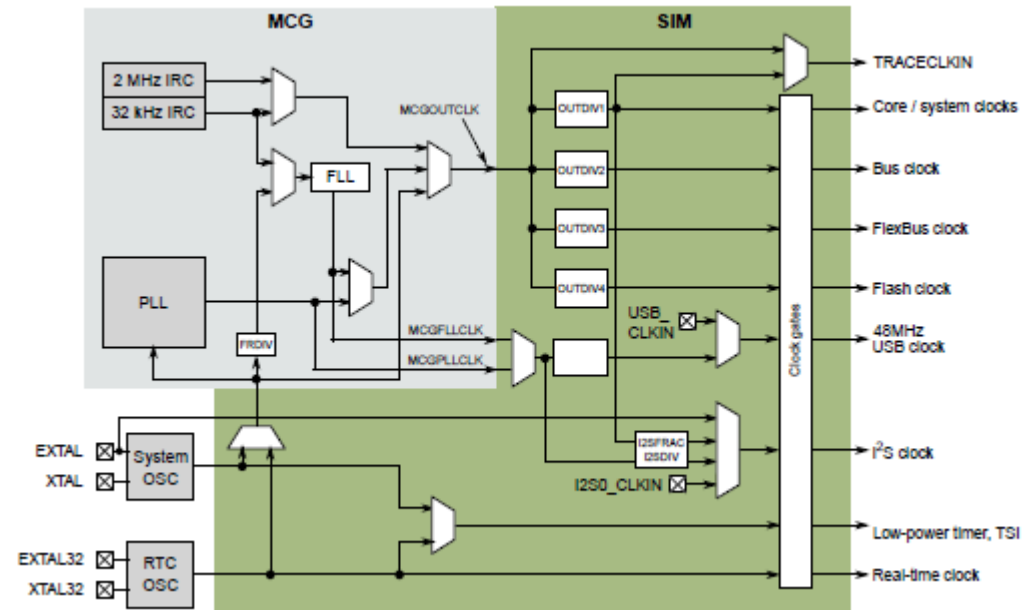 MCG
SIM
2 MHz IRC
32 kHz IRC
FLL
PLL
FRDIV
MCGOUTCLK
MCGFLLCLK
MCGPLLCLK
OUTDIV1
OUTDIV2
OUTDIV3
OUTDIV4
USB_
CLKIN
I2SFRAC
I2SDIV
I2S0_CLKIN
Clock gates
TRACECLKIN
Core / system clocks
Bus clock
FlexBus clock
Flash clock
48MHz
USB clock
I²S clock
Low-power timer, TSI
Real-time clock
EXTAL
XTAL
System
OSC
EXTAL32
XTAL32
RTC
OSC